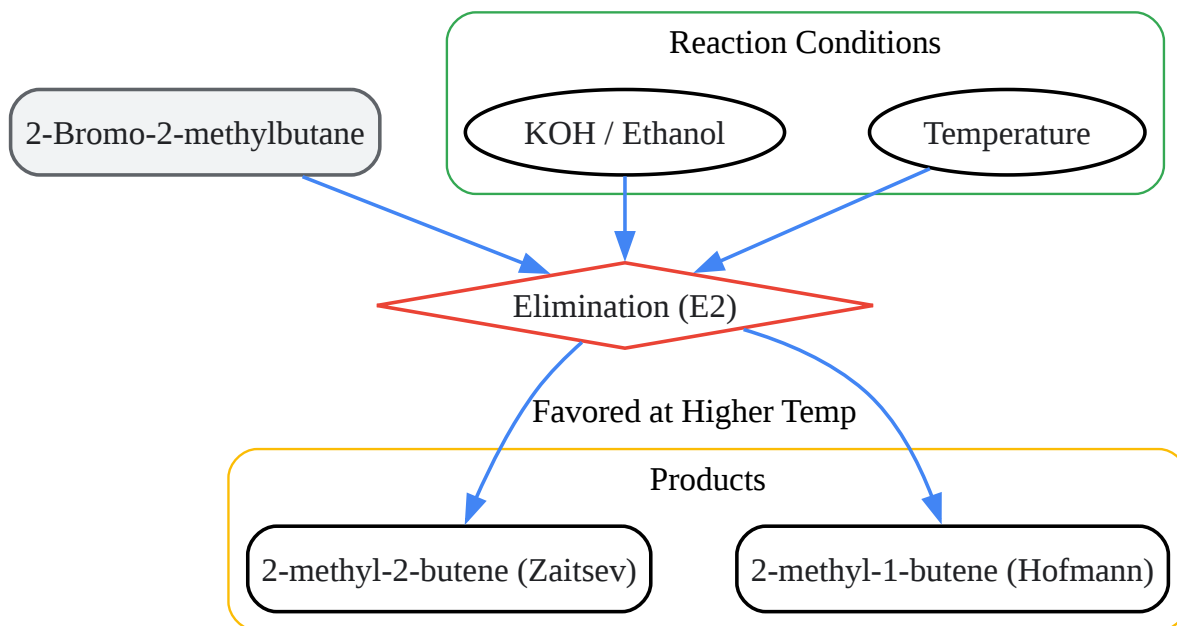 Reaction Conditions
2-Bromo-2-methylbutane
KOH / Ethanol
Temperature
Elimination (E2)
Favored at Higher Temp
Products
2-methyl-2-butene (Zaitsev)
2-methyl-1-butene (Hofmann)